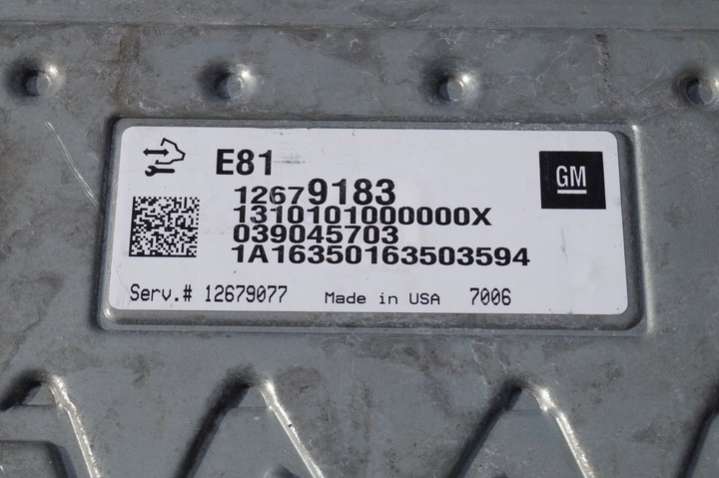 E81
GM
12679183
1310101000000X
039045703
1A16350163503594
Serv.# 12679077 Made in USA 7006